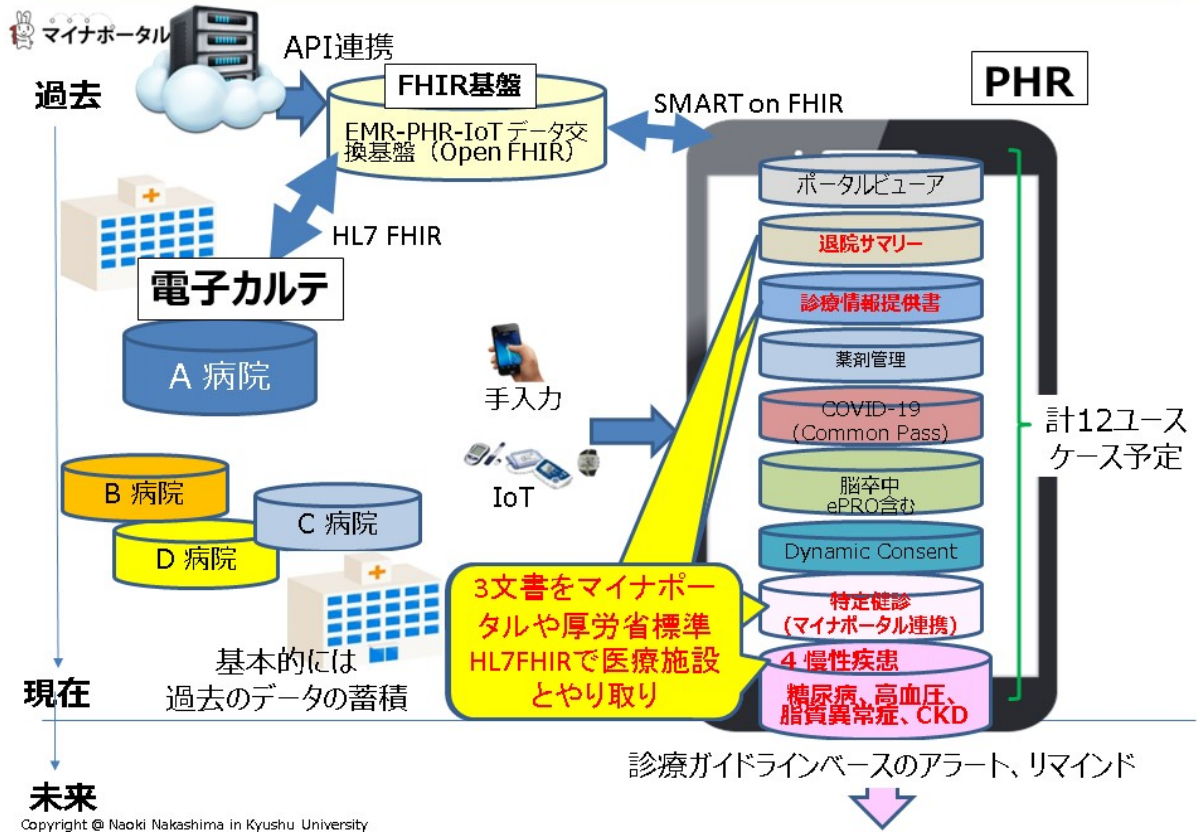 マイナポータル
API連携
過去
FHIR基盤
EMR-PHR-IoTデータ交
換基盤（Open FHIR）
SMART on FHIR
PHR
HL7 FHIR
電子カルテ
A 病院
B 病院
C 病院
D 病院
手入力
IoT
ポータルビューア
退院サマリー
診療情報提供書
薬剤管理
COVID-19
(Common Pass)
脳卒中
ePRO含む
Dynamic Consent
特定健診
(マイナポータル連携)
4 慢性疾患
糖尿病、高血圧、
脂質異常症、CKD
計12ユース
ケース予定
3文書をマイナポー
タルや厚労省標準
HL7FHIRで医療施設
とやり取り
基本的には
過去のデータの蓄積
現在
診療ガイドラインベースのアラート、リマインド
未来
Copyright @ Naoki Nakashima in Kyushu University